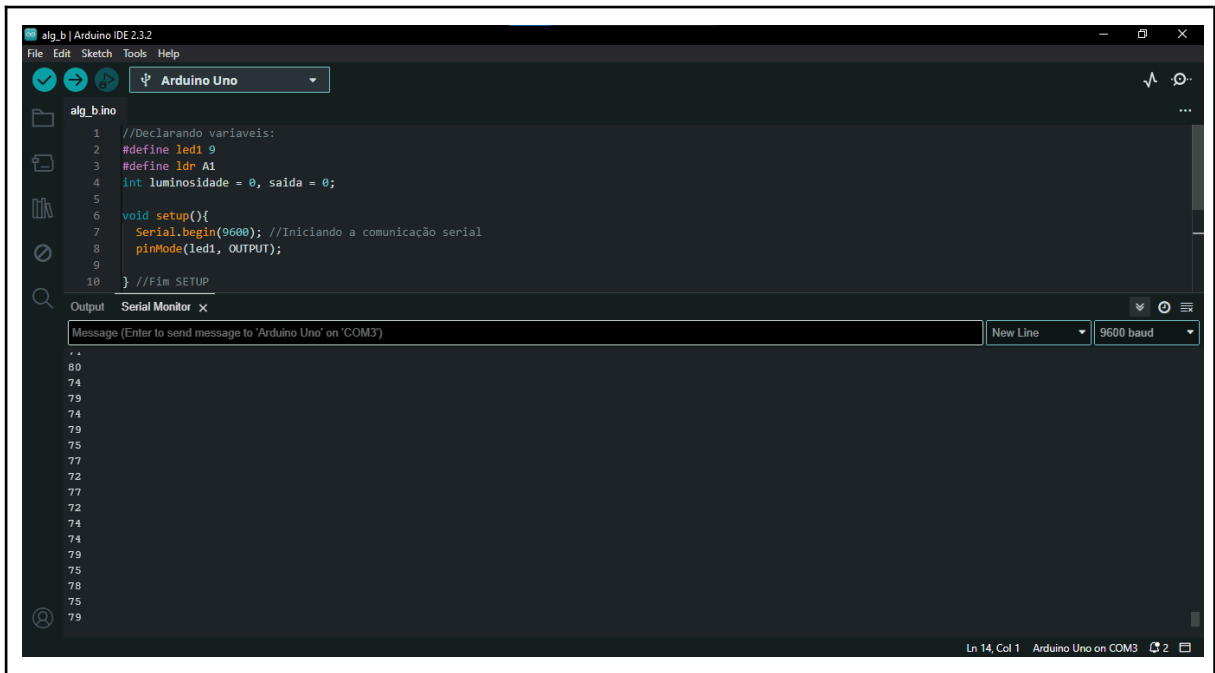 alg_b | Arduino IDE 2.3.2
File Edit Sketch Tools Help
Arduino Uno
alg_b.ino
1 //Declarando variaveis:
2 #define led1 9
3 #define ldr A1
4 int luminosidade = 0, saida = 0;
5
6 void setup(){
7 Serial.begin(9600); //Iniciando a comunicação serial
8 pinMode(led1, OUTPUT);
9
10 } //Fim SETUP
Output Serial Monitor
Message (Enter to send message to 'Arduino Uno' on 'COM3') New Line 9600 baud
80
74
79
74
79
75
77
72
77
72
74
74
79
75
78
75
79
Ln 14, Col 1 Arduino Uno on COM3 2